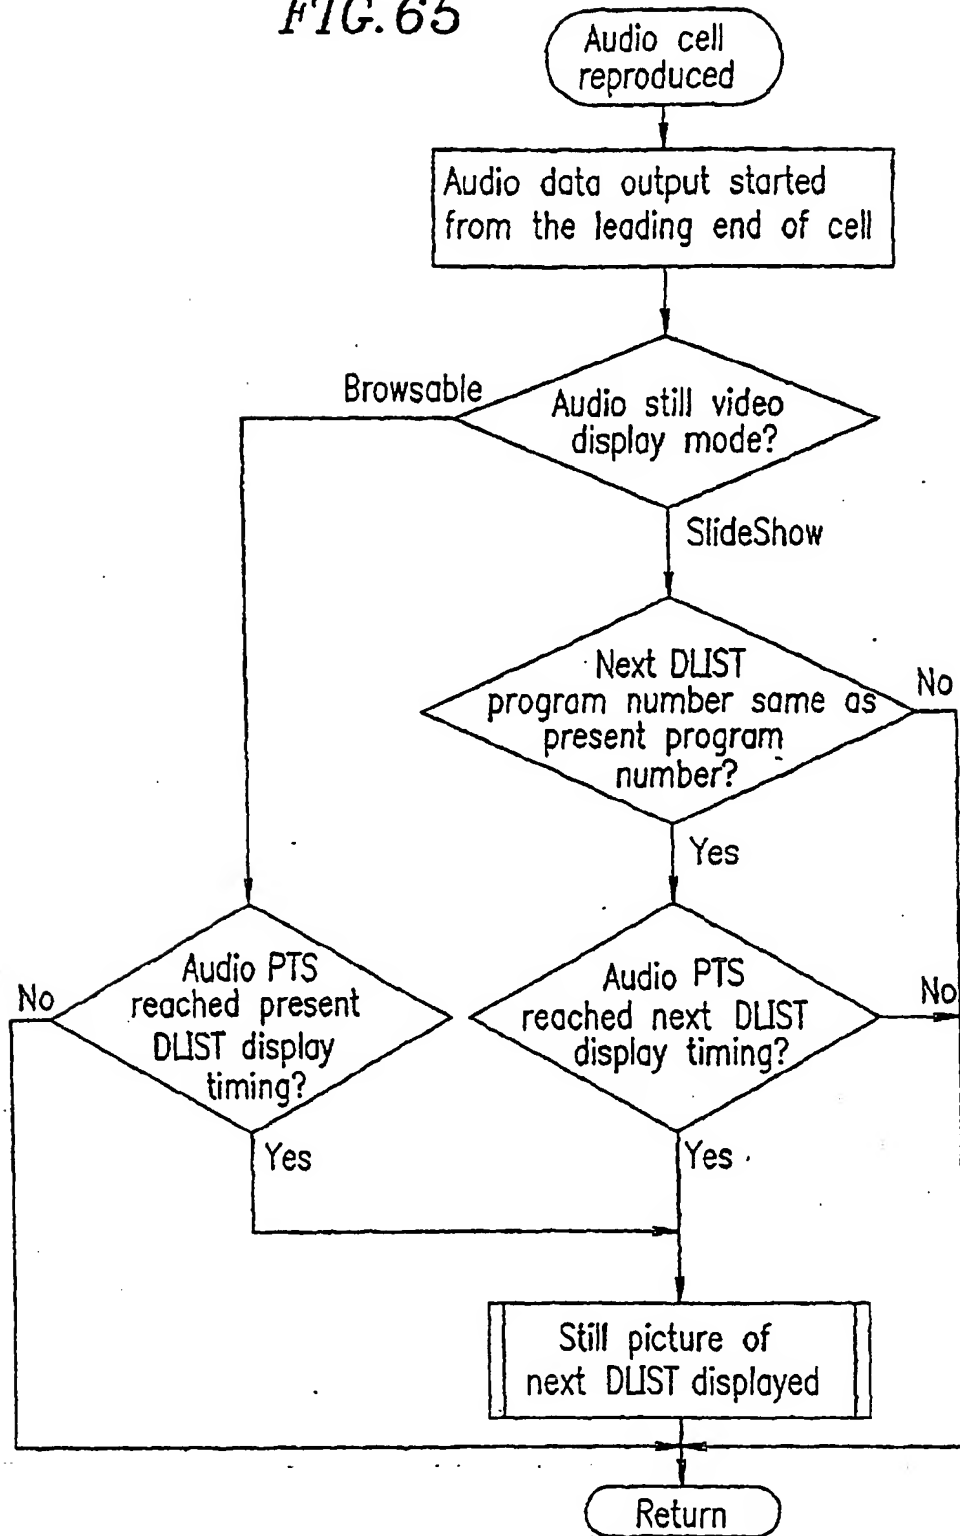 FIG. 65
Audio cell
reproduced
Audio data output started
from the leading end of cell
Browsable
Audio still video
display mode?
SlideShow
Next DLIST
program number same as
present program
number?
No
Yes
Audio PTS
reached present
DLIST display
timing?
No
Yes
Audio PTS
reached next DLIST
display timing?
No
Yes
Still picture of
next DLIST displayed
Return